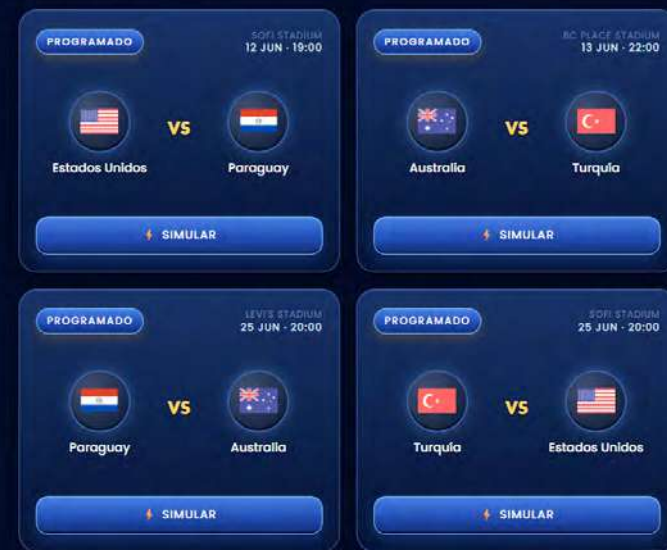 PROGRAMADO
SOFI STADIUM
12 JUN · 19:00
VS
Estados Unidos
Paraguay
SIMULAR
PROGRAMADO
BC PLACE STADIUM
13 JUN · 22:00
VS
Australia
Turquía
SIMULAR
PROGRAMADO
LEVI'S STADIUM
25 JUN · 20:00
VS
Paraguay
Australia
SIMULAR
PROGRAMADO
SOFI STADIUM
25 JUN · 20:00
VS
Turquía
Estados Unidos
SIMULAR